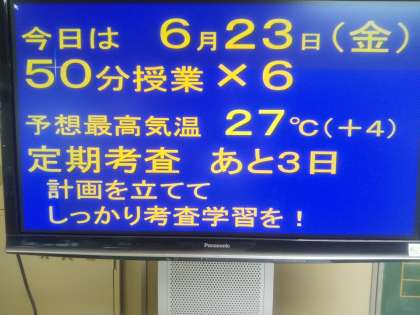 今日は 6月23日(金)
50分授業×6
予想最高気温 27℃(+4)
定期考査 あと3日
計画を立てて
しっかり考査学習を!
Panasonic